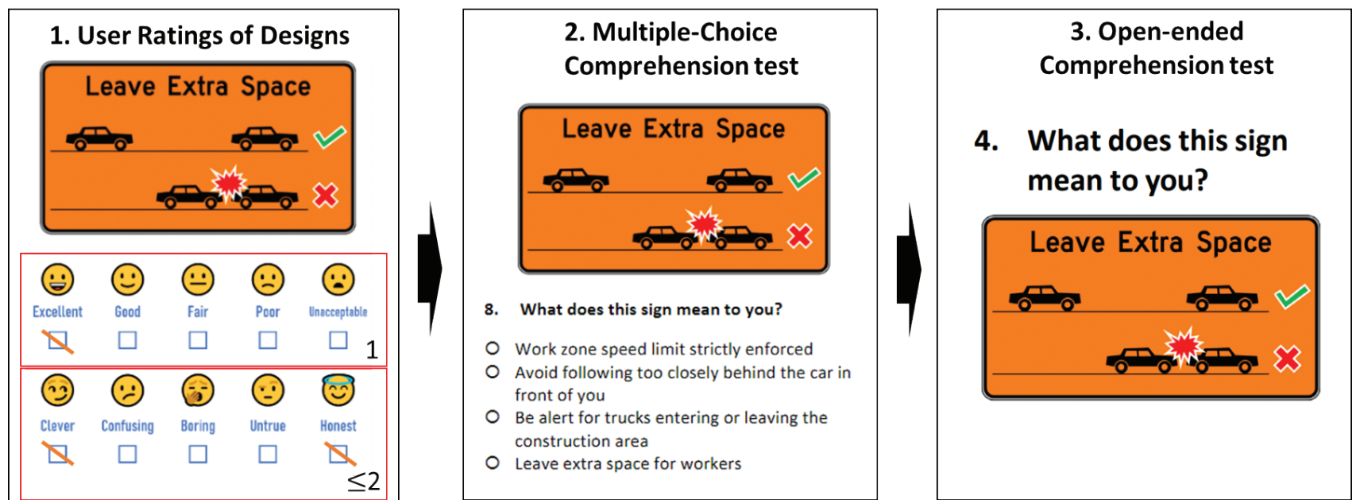 1. User Ratings of Designs
Leave Extra Space
Excellent Good Fair Poor Unacceptable
1
Clever Confusing Boring Untrue Honest
≤2
2. Multiple-Choice
Comprehension test
Leave Extra Space
8. What does this sign mean to you?
Work zone speed limit strictly enforced
Avoid following too closely behind the car in
front of you
Be alert for trucks entering or leaving the
construction area
Leave extra space for workers
3. Open-ended
Comprehension test
4. What does this sign
mean to you?
Leave Extra Space